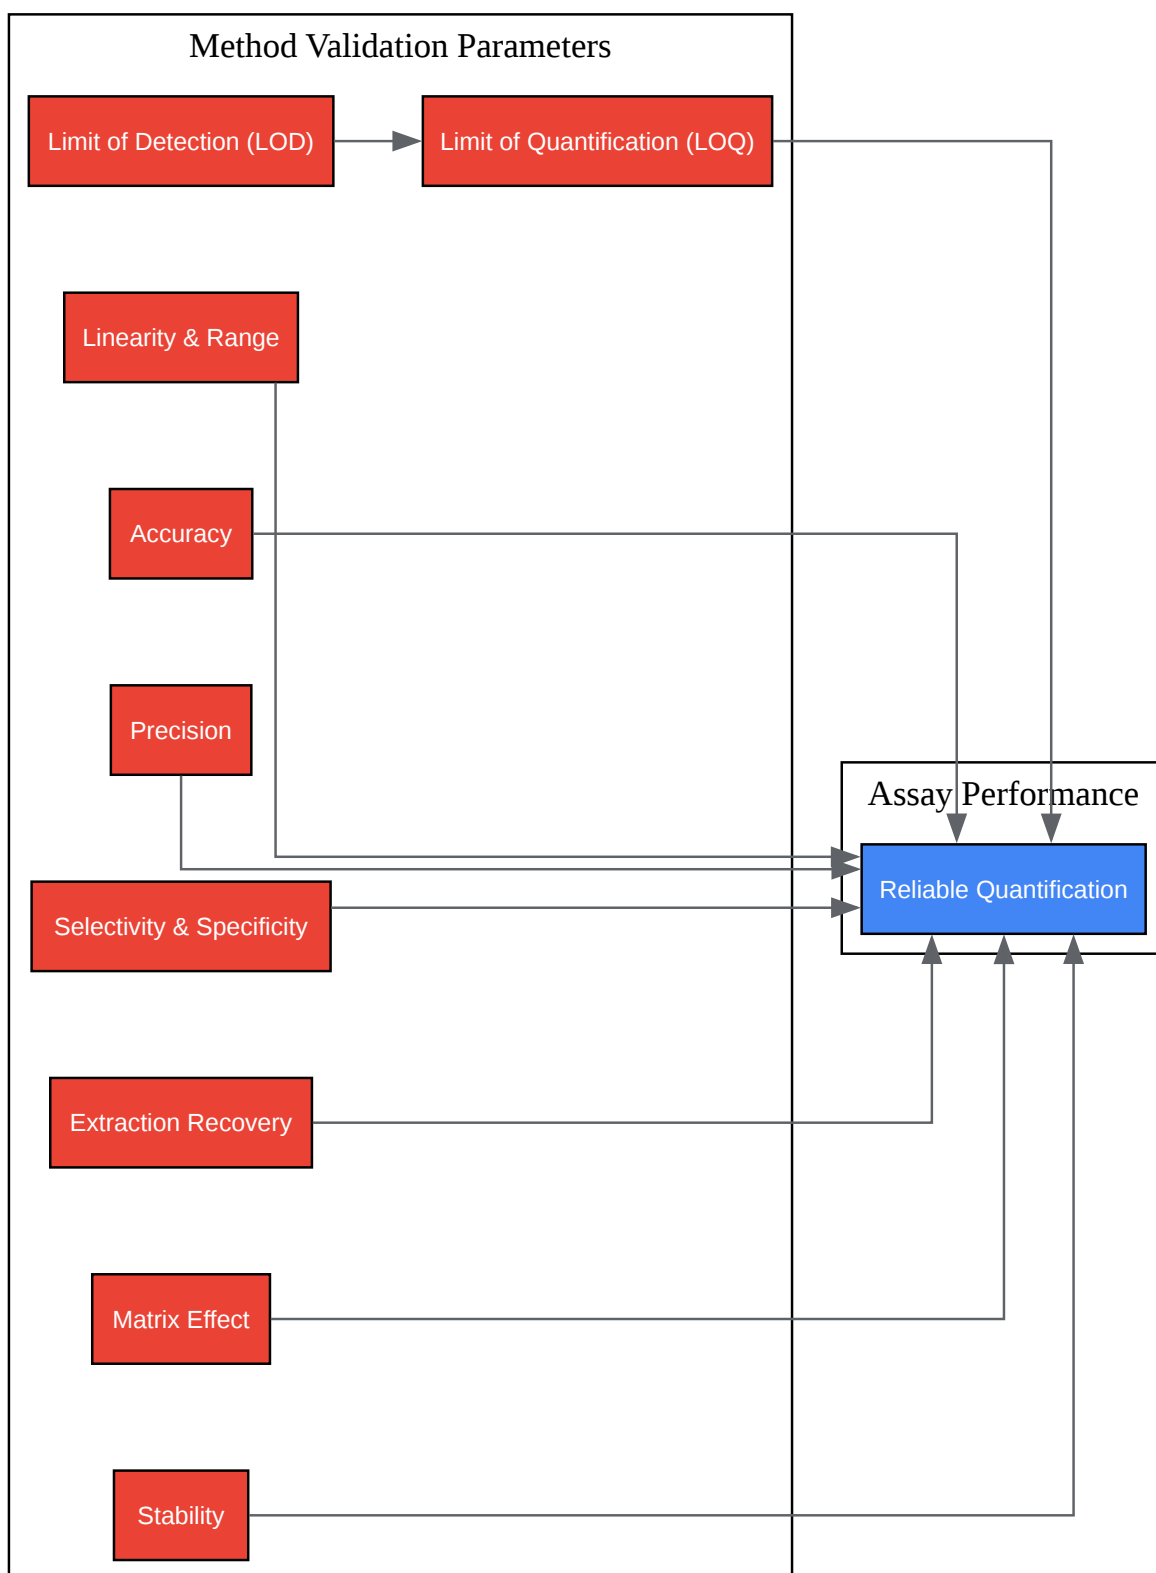 Method Validation Parameters
Limit of Detection (LOD)
Limit of Quantification (LOQ)
Linearity & Range
Accuracy
Precision
Assay Performance
Reliable Quantification
Selectivity & Specificity
Extraction Recovery
Matrix Effect
Stability